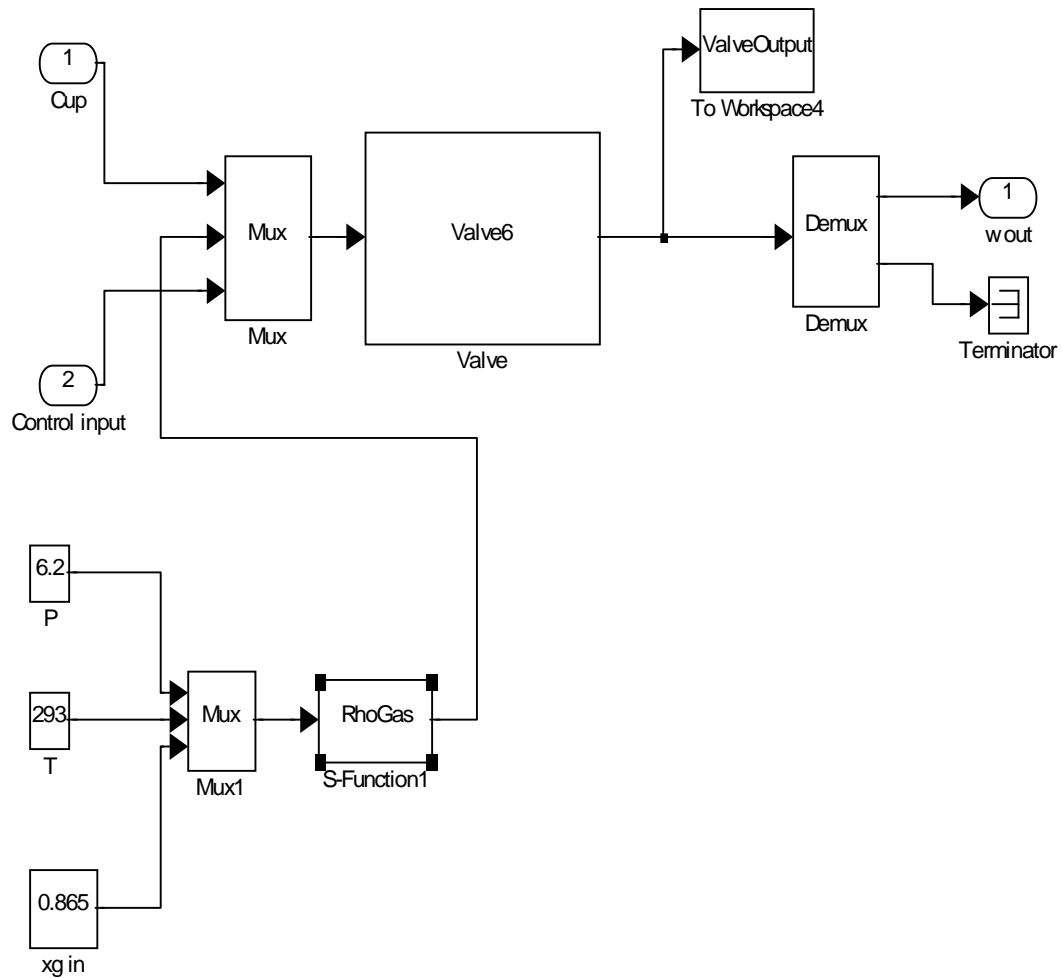 1
Cup
ValveOutput
To Workspace4
Mux
Mux
Valve6
Valve
Demux
Demux
1
w out
Terminator
2
Control input
6.2
P
293
T
Mux
Mux1
RhoGas
S-Function1
0.865
xg in